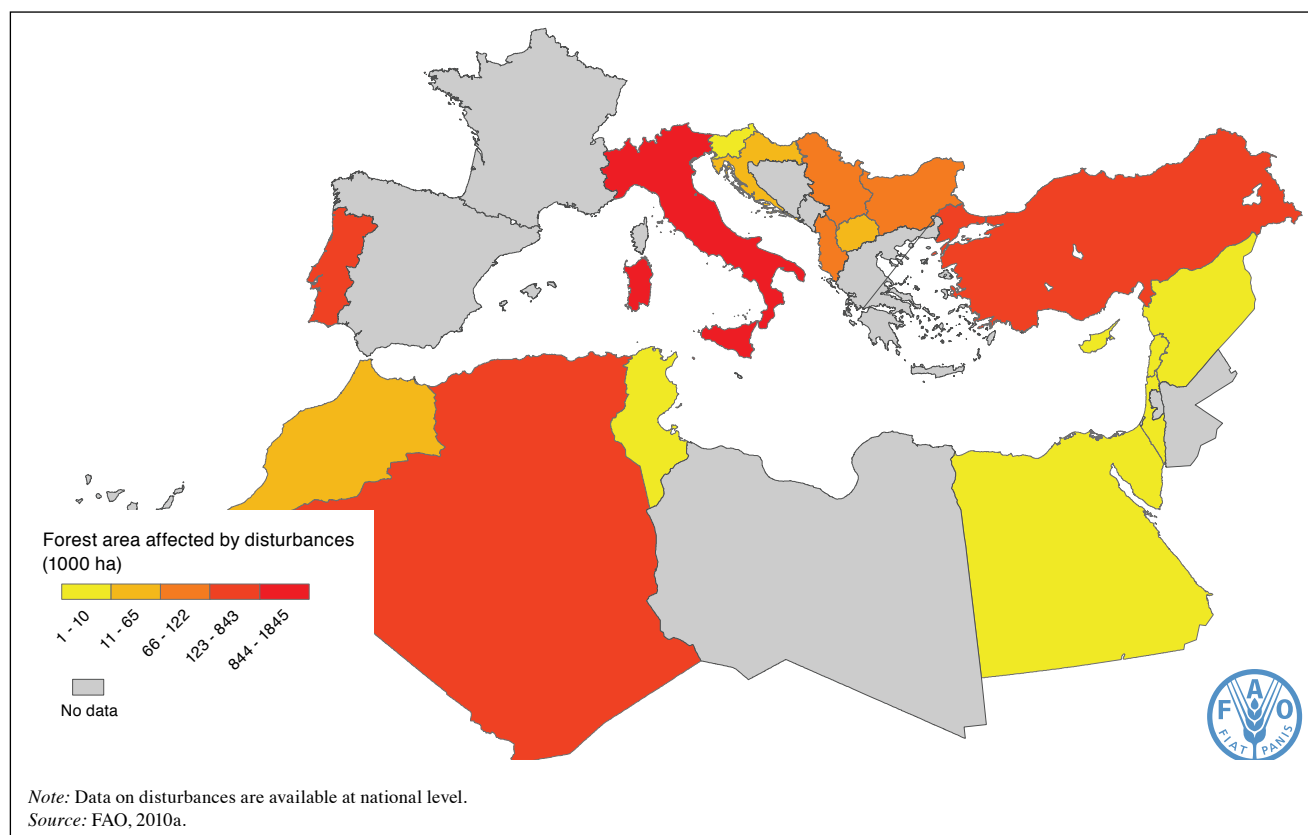 Forest area affected by disturbances
(1000 ha)
1 - 10
11 - 65
66 - 122
123 - 843
844 - 1845
No data
F A O
FIAT PANIS
Note: Data on disturbances are available at national level.
Source: FAO, 2010a.